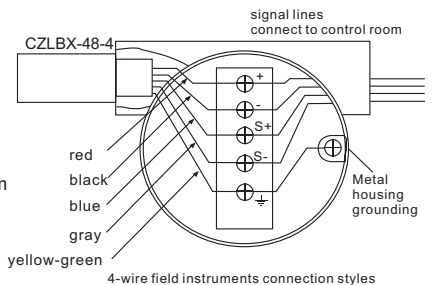 signal lines
connect to control room
CZLBX-48-4
+
-
S+
S-
red
black
blue
gray
yellow-green
m
Metal
housing
grounding
4-wire field instruments connection styles